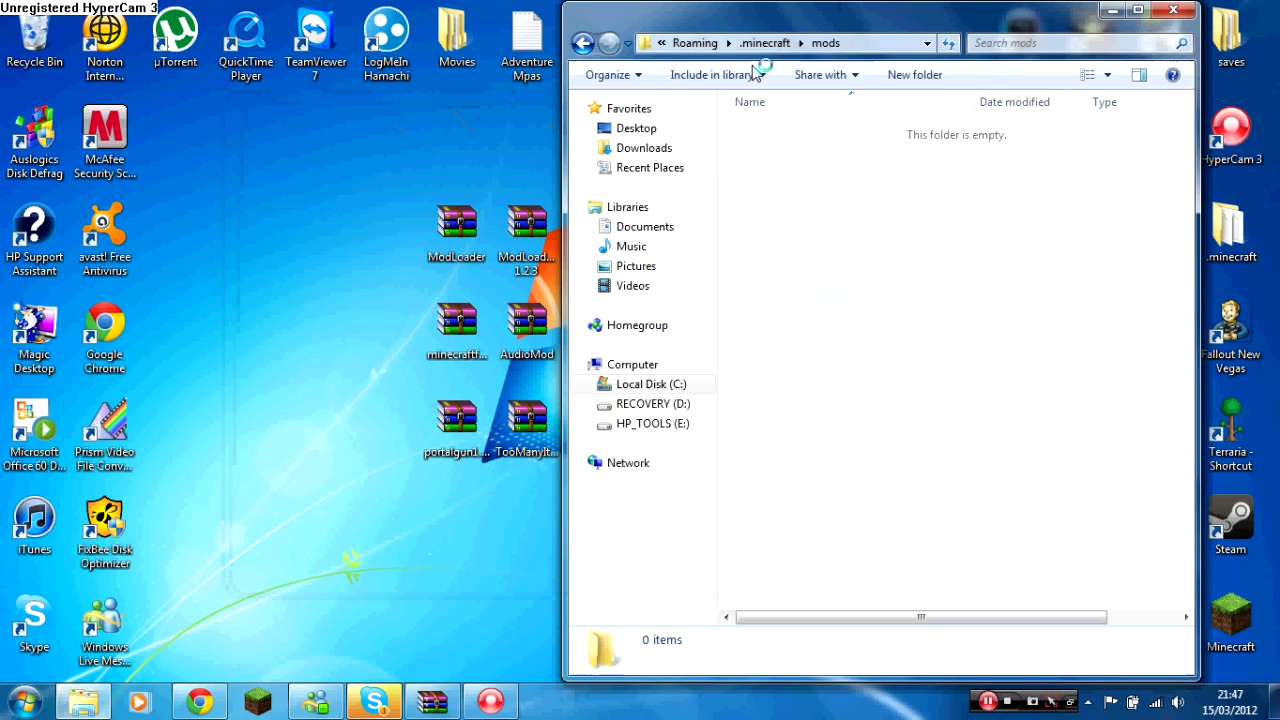 Unregistered HyperCam 3
Recycle Bin
Norton
Intern...
µTorrent
QuickTime
Player
TeamViewer
7
LogMeIn
Hamachi
Movies
Adventure
Mpas
Auslogics
Disk Defrag
McAfee
Security Sc...
HP Support
Assistant
avast! Free
Antivirus
ModLoader
ModLoad...
1.2.3
Magic
Desktop
Google
Chrome
minecraftf...
AudioMod
Microsoft
Office 60 D...
Prism Video
File Conv...
portalgun1....
TooManyIt...
iTunes
FixBee Disk
Optimizer
Skype
Windows
Live Mes...
« Roaming ▸ .minecraft ▸ mods
Search mods
Organize
Include in library
Share with
New folder
Name
Date modified
Type
This folder is empty.
Favorites
Desktop
Downloads
Recent Places
Libraries
Documents
Music
Pictures
Videos
Homegroup
Computer
Local Disk (C:)
RECOVERY (D:)
HP_TOOLS (E:)
Network
0 items
saves
HyperCam 3
.minecraft
Fallout New
Vegas
Terraria -
Shortcut
Steam
Minecraft
21:47
15/03/2012